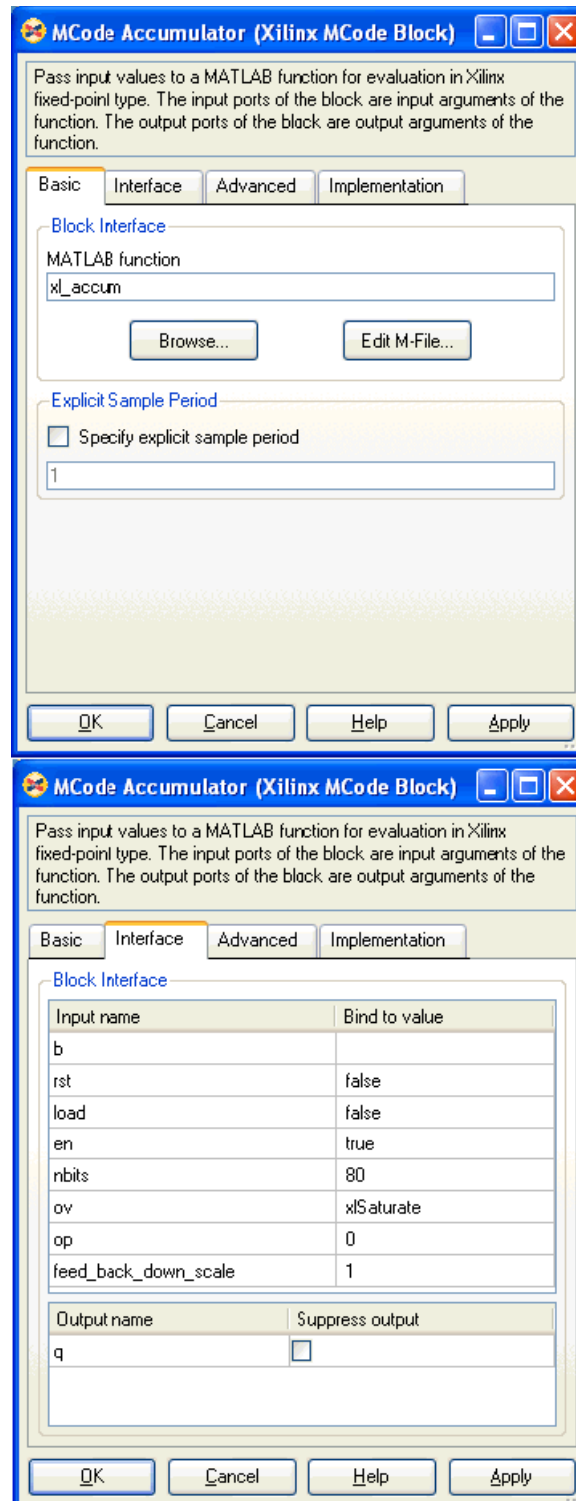 MCode Accumulator (Xilinx MCode Block)
Pass input values to a MATLAB function for evaluation in Xilinx
fixed-point type. The input ports of the block are input arguments of the
function. The output ports of the block are output arguments of the
function.
Basic Interface Advanced Implementation
Block Interface
MATLAB function
xl_accum
Browse... Edit M-File...
Explicit Sample Period
Specify explicit sample period
1
OK Cancel Help Apply
MCode Accumulator (Xilinx MCode Block)
Pass input values to a MATLAB function for evaluation in Xilinx
fixed-point type. The input ports of the block are input arguments of the
function. The output ports of the block are output arguments of the
function.
Basic Interface Advanced Implementation
Block Interface
Input name Bind to value
b
rst false
load false
en true
nbits 80
ov xlSaturate
op 0
feed_back_down_scale 1
Output name Suppress output
q
OK Cancel Help Apply